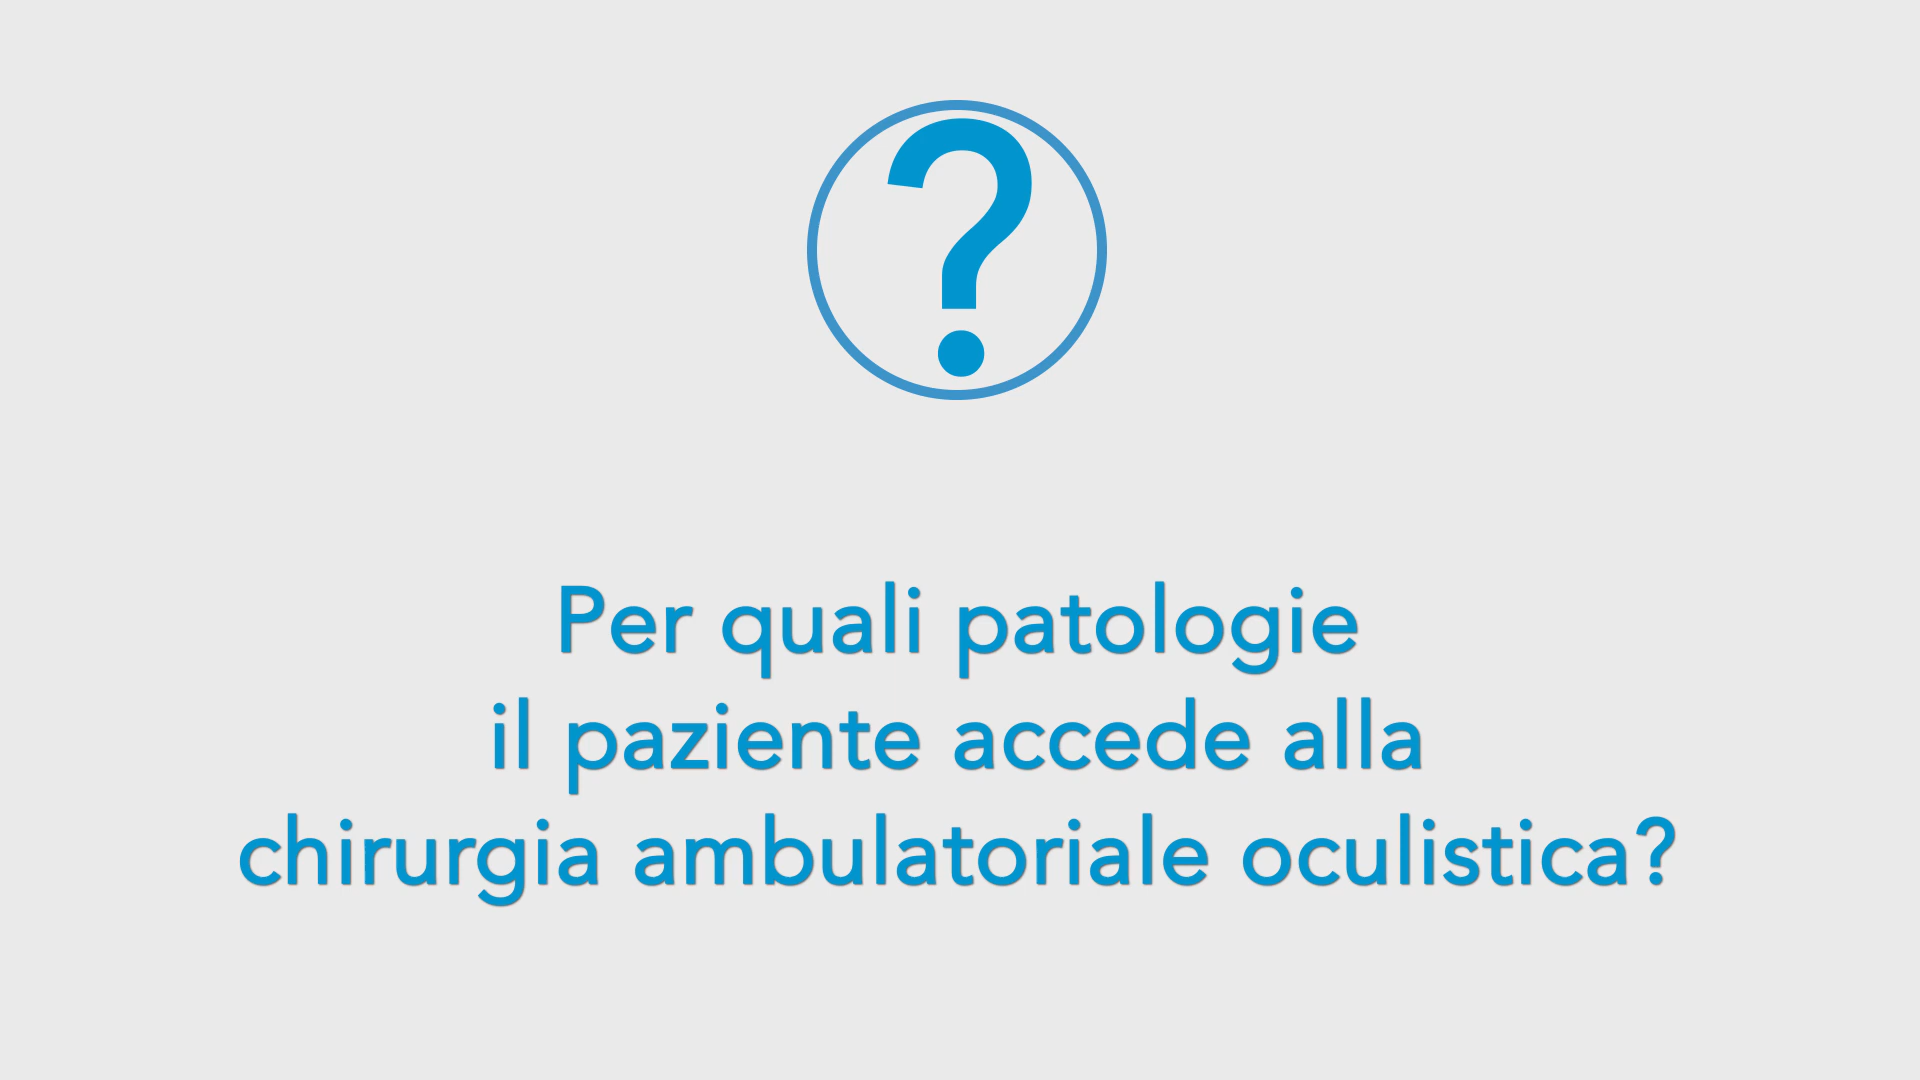 ?
Per quali patologie
il paziente accede alla
chirurgia ambulatoriale oculistica?